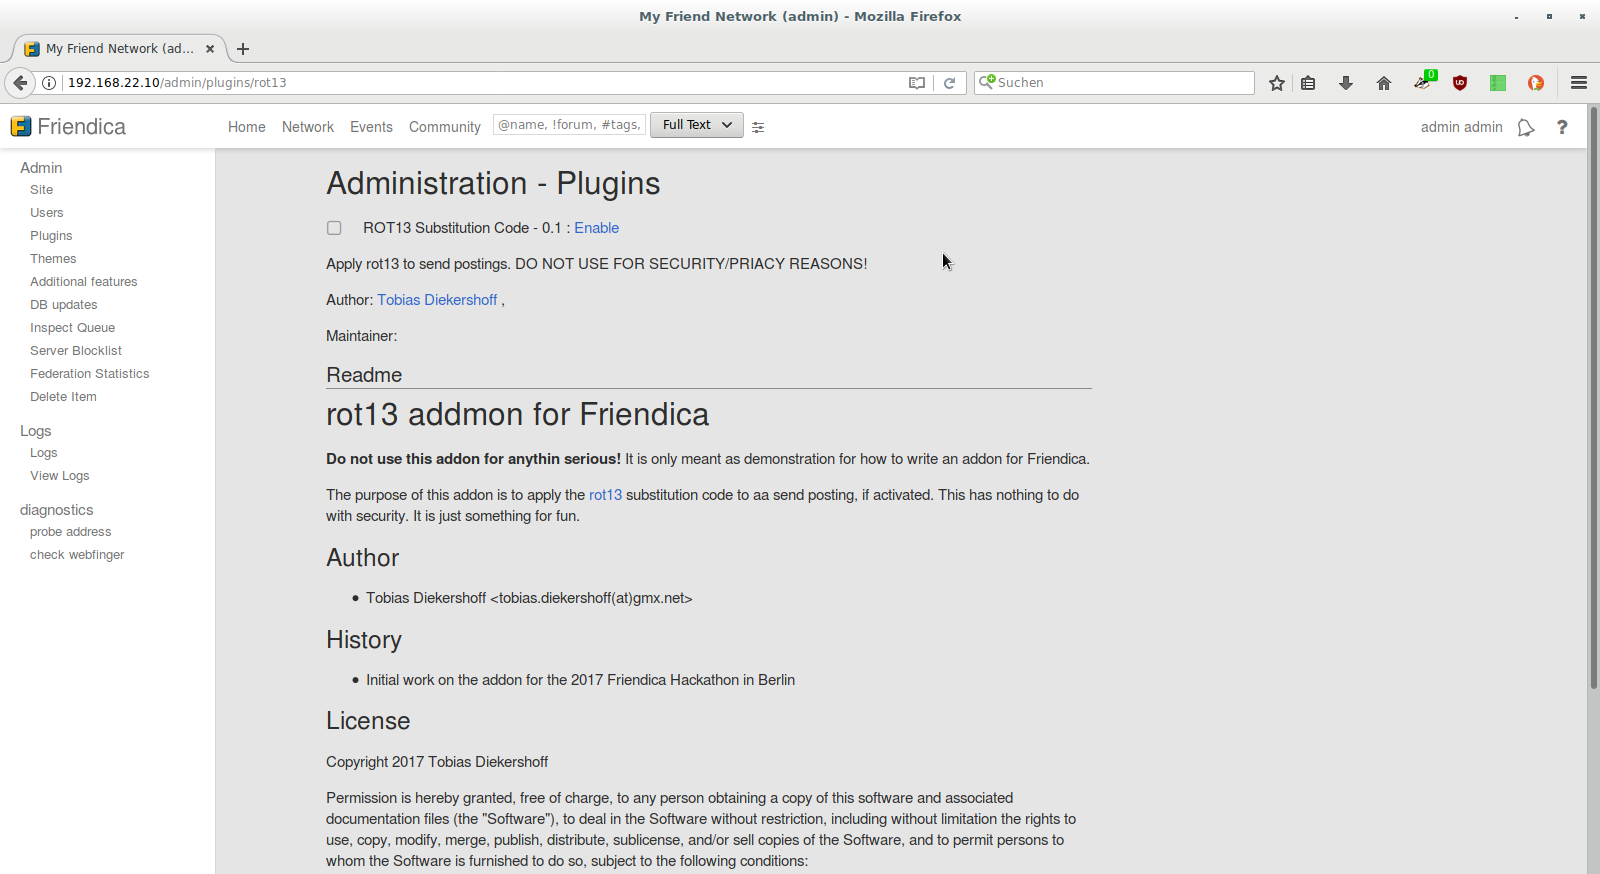 My Friend Network (admin) - Mozilla Firefox
My Friend Network (ad...
192.168.22.10/admin/plugins/rot13
Suchen
0
Friendica
Home
Network
Events
Community
@name, !forum, #tags,
Full Text
admin admin
?
Admin
Site
Users
Plugins
Themes
Additional features
DB updates
Inspect Queue
Server Blocklist
Federation Statistics
Delete Item
Logs
Logs
View Logs
diagnostics
probe address
check webfinger
Administration - Plugins
ROT13 Substitution Code - 0.1 : Enable
Apply rot13 to send postings. DO NOT USE FOR SECURITY/PRIACY REASONS!
Author: Tobias Diekershoff ,
Maintainer:
Readme
rot13 addmon for Friendica
Do not use this addon for anythin serious! It is only meant as demonstration for how to write an addon for Friendica.
The purpose of this addon is to apply the rot13 substitution code to aa send posting, if activated. This has nothing to do
with security. It is just something for fun.
Author
• Tobias Diekershoff <tobias.diekershoff(at)gmx.net>
History
• Initial work on the addon for the 2017 Friendica Hackathon in Berlin
License
Copyright 2017 Tobias Diekershoff
Permission is hereby granted, free of charge, to any person obtaining a copy of this software and associated
documentation files (the "Software"), to deal in the Software without restriction, including without limitation the rights to
use, copy, modify, merge, publish, distribute, sublicense, and/or sell copies of the Software, and to permit persons to
whom the Software is furnished to do so, subject to the following conditions: